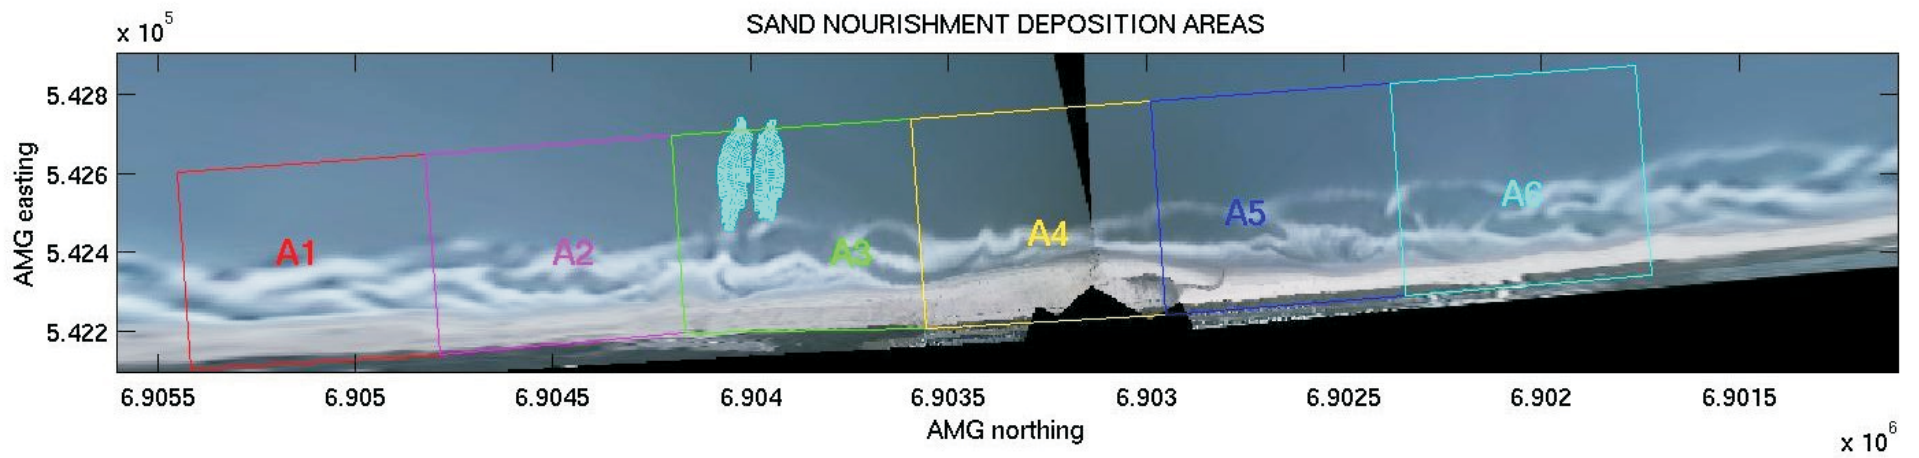 SAND NOURISHMENT DEPOSITION AREAS
x 10^5
5.428
5.426
5.424
5.422
AMG easting
A1
A2
A3
A4
A5
A6
6.9055
6.905
6.9045
6.904
6.9035
6.903
6.9025
6.902
6.9015
AMG northing
x 10^6